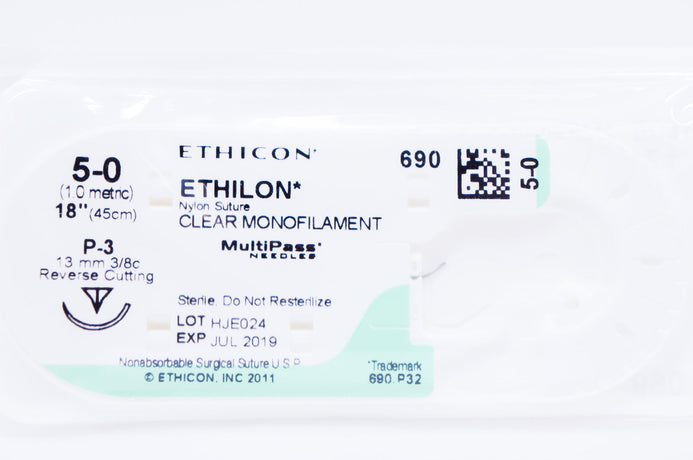 5-0
(1.0 metric)
18"(45cm)
P-3
13 mm 3/8c
Reverse Cutting
ETHICON*
ETHILON*
Nylon Suture
CLEAR MONOFILAMENT
MultiPass*
NEEDLES
Sterile, Do Not Resterilize
LOT HJE024
EXP JUL 2019
Nonabsorbable Surgical Suture U S P
© ETHICON, INC 2011
690
5-0
*Trademark
690.P32